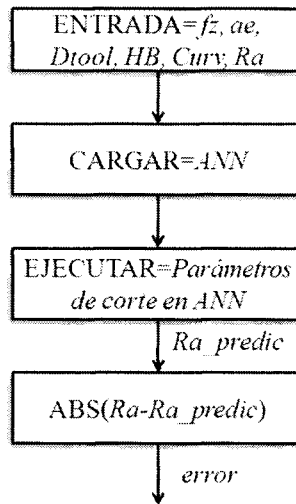 ENTRADA=fz, ae,
Dtool, HB, Curv, Ra
CARGAR=ANN
EJECUTAR=Parámetros
de corte en ANN
Ra_predic
ABS(Ra-Ra_predic)
error